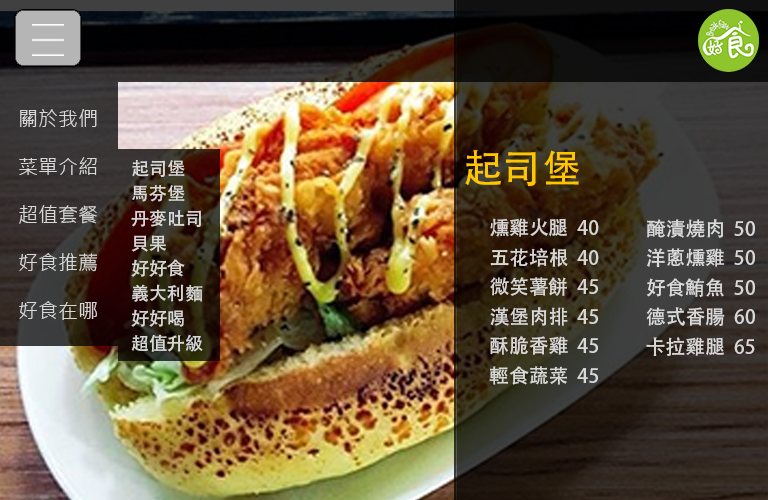 好食
關於我們
菜單介紹
超值套餐
好食推薦
好食在哪
起司堡
馬芬堡
丹麥吐司
貝果
好好食
義大利麵
好好喝
超值升級
起司堡
燻雞火腿 40
五花培根 40
微笑薯餅 45
漢堡肉排 45
酥脆香雞 45
輕食蔬菜 45
醃漬燒肉 50
洋蔥燻雞 50
好食鮪魚 50
德式香腸 60
卡拉雞腿 65